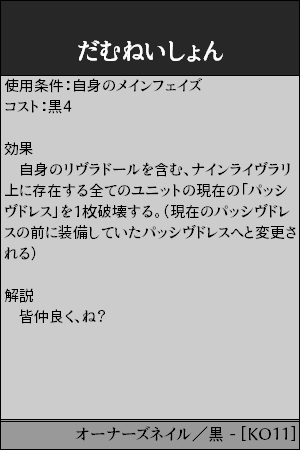 だむねいしょん
使用条件：自身のメインフェイズ
コスト：黒４
効果
　自身のリヴラドールを含む、ナインライヴラリ
上に存在する全てのユニットの現在の「パッシ
ヴドレス」を1枚破壊する。（現在のパッシヴドレ
スの前に装備していたパッシヴドレスへと変更さ
れる）
解説
　皆仲良く、ね？
オーナーズネイル／黒 -［KO11］